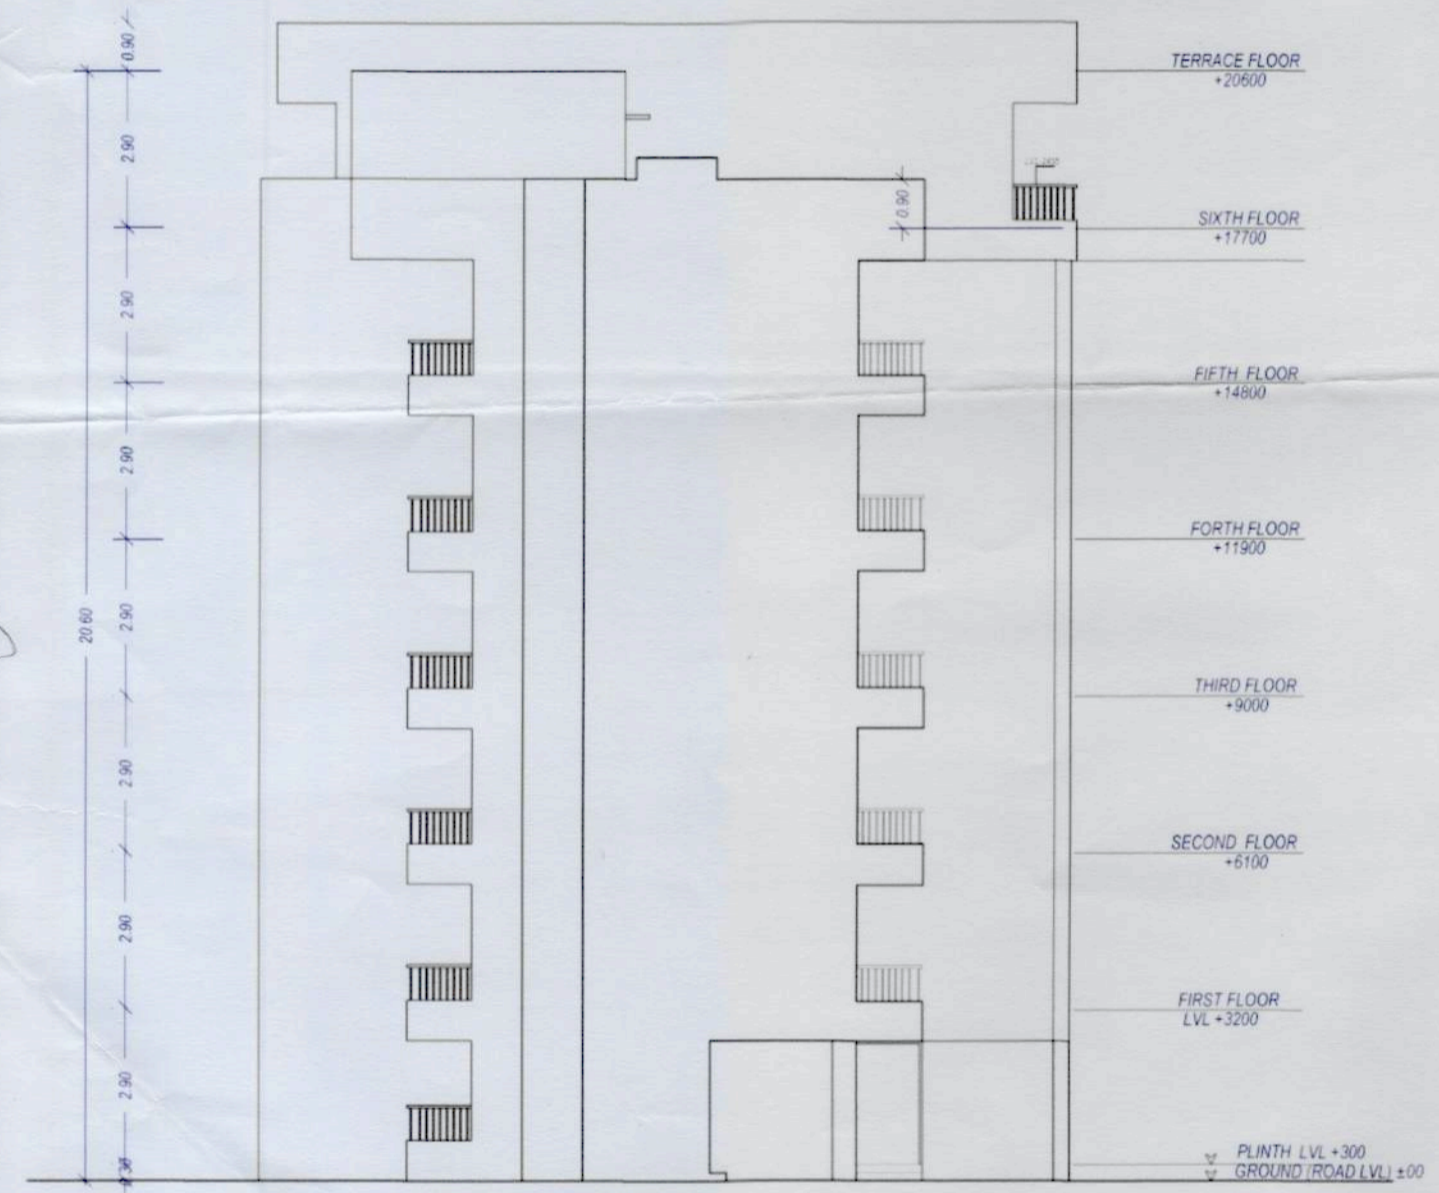 0.90
TERRACE FLOOR
+20600
2.90
0.90
SIXTH FLOOR
+17700
2.90
FIFTH FLOOR
+14800
2.90
FORTH FLOOR
+11900
20.60
2.90
THIRD FLOOR
+9000
2.90
SECOND FLOOR
+6100
2.90
FIRST FLOOR
LVL +3200
2.90
PLINTH LVL +300
GROUND (ROAD LVL) ±00